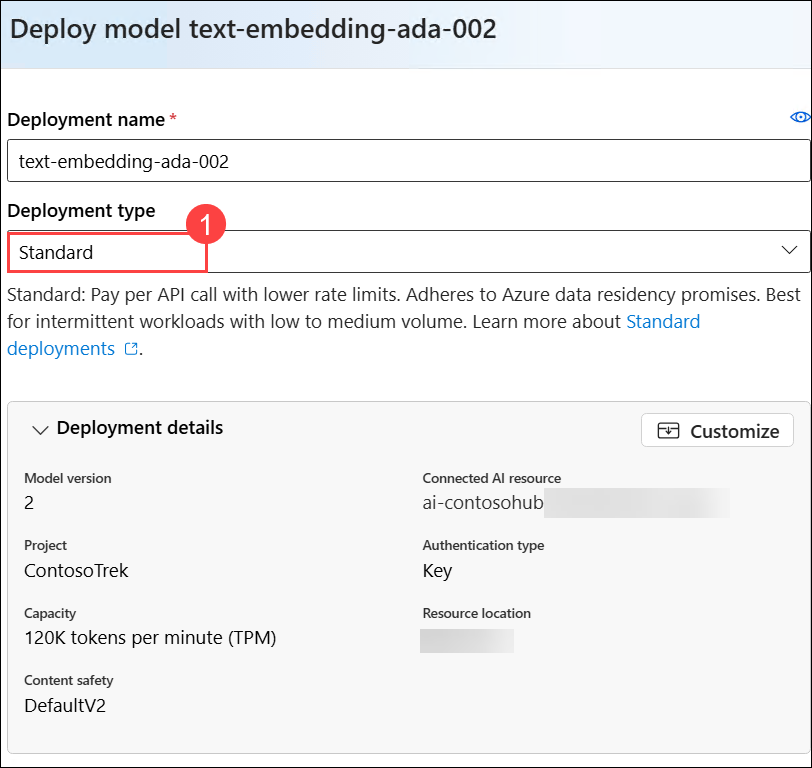 Deploy model text-embedding-ada-002
Deployment name *
text-embedding-ada-002
Deployment type
1
Standard
Standard: Pay per API call with lower rate limits. Adheres to Azure data residency promises. Best
for intermittent workloads with low to medium volume. Learn more about Standard
deployments .
Deployment details
Customize
Model version
2
Connected AI resource
ai-contosohub
Project
ContosoTrek
Authentication type
Key
Capacity
120K tokens per minute (TPM)
Resource location
Content safety
DefaultV2